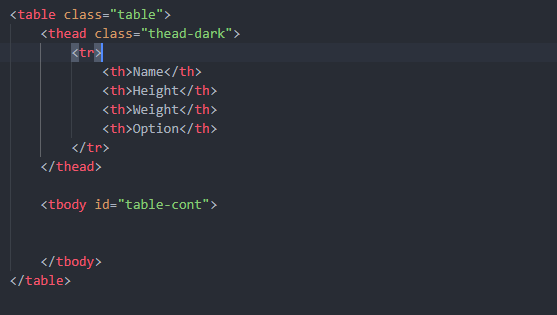 <table class="table">
<thead class="thead-dark">
<tr>
<th>Name</th>
<th>Height</th>
<th>Weight</th>
<th>Option</th>
</tr>
</thead>
<tbody id="table-cont">
</tbody>
</table>